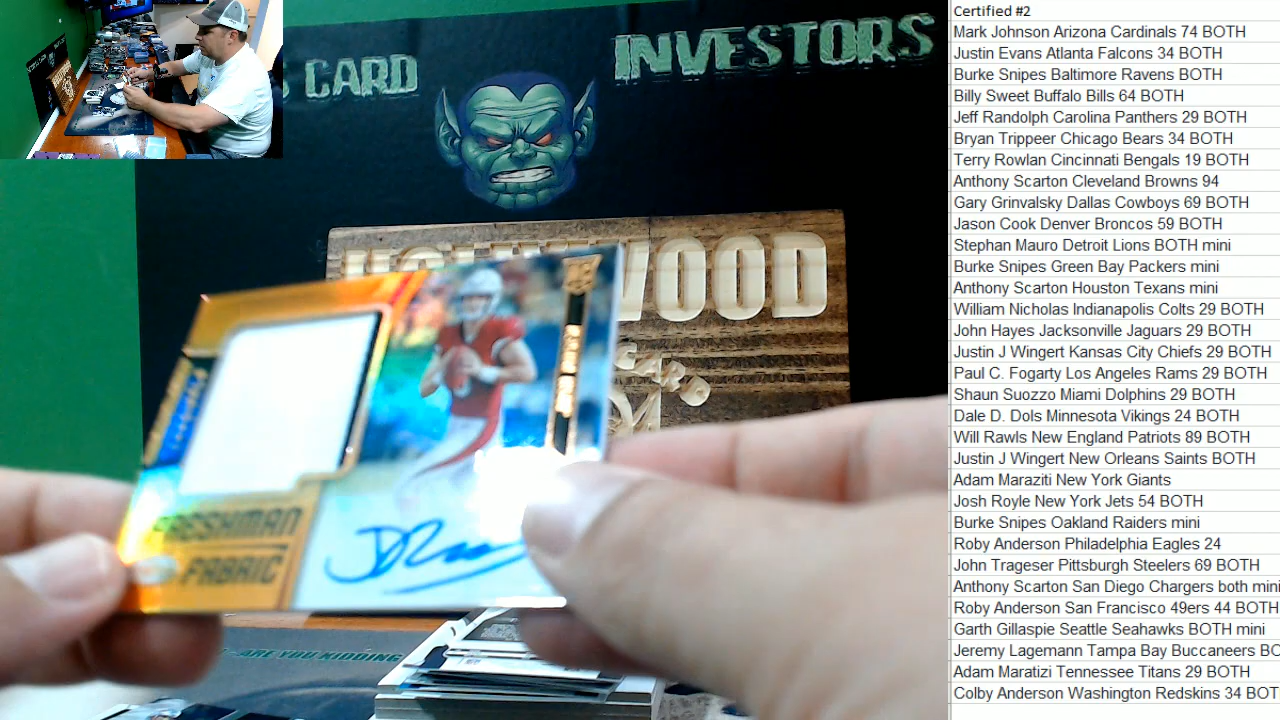 S CARD
INVESTORS
WOOD
CARD
FRESHMAN
FABRIC
ARE YOU KIDDING
Certified #2
Mark Johnson Arizona Cardinals 74 BOTH
Justin Evans Atlanta Falcons 34 BOTH
Burke Snipes Baltimore Ravens BOTH
Billy Sweet Buffalo Bills 64 BOTH
Jeff Randolph Carolina Panthers 29 BOTH
Bryan Trippeer Chicago Bears 34 BOTH
Terry Rowlan Cincinnati Bengals 19 BOTH
Anthony Scarton Cleveland Browns 94
Gary Grinvalsky Dallas Cowboys 69 BOTH
Jason Cook Denver Broncos 59 BOTH
Stephan Mauro Detroit Lions BOTH mini
Burke Snipes Green Bay Packers mini
Anthony Scarton Houston Texans mini
William Nicholas Indianapolis Colts 29 BOTH
John Hayes Jacksonville Jaguars 29 BOTH
Justin J Wingert Kansas City Chiefs 29 BOTH
Paul C. Fogarty Los Angeles Rams 29 BOTH
Shaun Suozzo Miami Dolphins 29 BOTH
Dale D. Dols Minnesota Vikings 24 BOTH
Will Rawls New England Patriots 89 BOTH
Justin J Wingert New Orleans Saints BOTH
Adam Maraziti New York Giants
Josh Royle New York Jets 54 BOTH
Burke Snipes Oakland Raiders mini
Roby Anderson Philadelphia Eagles 24
John Trageser Pittsburgh Steelers 69 BOTH
Anthony Scarton San Diego Chargers both mini
Roby Anderson San Francisco 49ers 44 BOTH
Garth Gillaspie Seattle Seahawks BOTH mini
Jeremy Lagemann Tampa Bay Buccaneers BO
Adam Maratizi Tennessee Titans 29 BOTH
Colby Anderson Washington Redskins 34 BOT